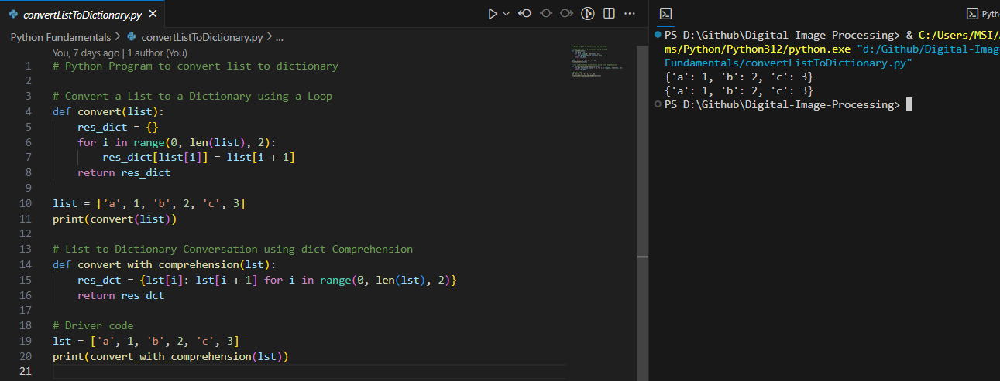 convertListToDictionary.py
Python Fundamentals > convertListToDictionary.py > ...
You, 7 days ago | 1 author (You)
1 # Python Program to convert list to dictionary
2
3 # Convert a List to a Dictionary using a Loop
4 def convert(list):
5     res_dict = {}
6     for i in range(0, len(list), 2):
7         res_dict[list[i]] = list[i + 1]
8     return res_dict
9
10 list = ['a', 1, 'b', 2, 'c', 3]
11 print(convert(list))
12
13 # List to Dictionary Conversation using dict Comprehension
14 def convert_with_comprehension(lst):
15     res_dct = {lst[i]: lst[i + 1] for i in range(0, len(lst), 2)}
16     return res_dct
17
18 # Driver code
19 lst = ['a', 1, 'b', 2, 'c', 3]
20 print(convert_with_comprehension(lst))
21
Pyth
PS D:\Github\Digital-Image-Processing> & C:/Users/MSI/
ms/Python/Python312/python.exe "d:/Github/Digital-Imag
Fundamentals/convertListToDictionary.py"
{'a': 1, 'b': 2, 'c': 3}
{'a': 1, 'b': 2, 'c': 3}
PS D:\Github\Digital-Image-Processing>